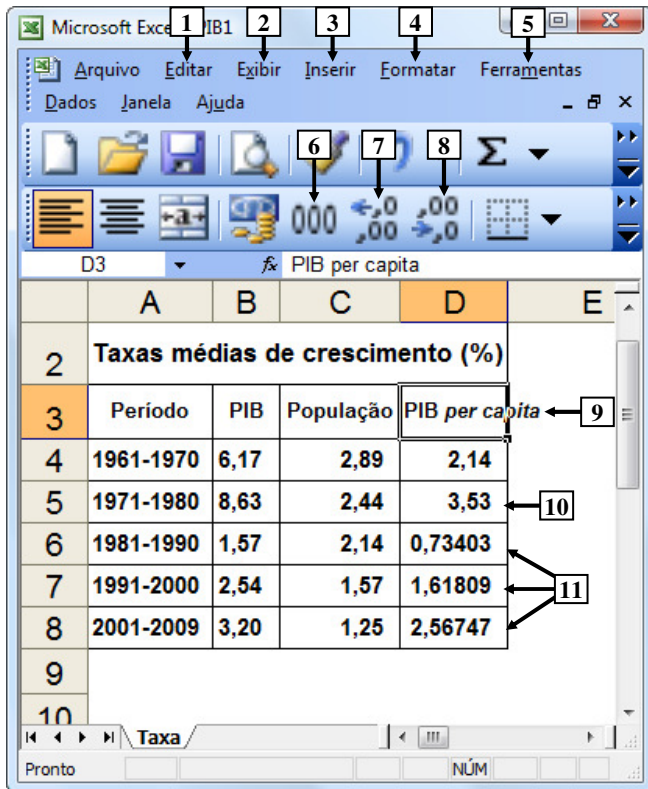 Microsoft Exce PIB1
1 2 3 4 5
Arquivo Editar Exibir Inserir Formatar Ferramentas
Dados Janela Ajuda
6 7 8
Σ
a 000 ,0 ,00 ,00 ,0
D3 fx PIB per capita
A B C D E
2 Taxas médias de crescimento (%)
3 Período PIB População PIB per capita 9
4 1961-1970 6,17 2,89 2,14
5 1971-1980 8,63 2,44 3,53 10
6 1981-1990 1,57 2,14 0,73403
7 1991-2000 2,54 1,57 1,61809 11
8 2001-2009 3,20 1,25 2,56747
9
10
Taxa
Pronto NÚM